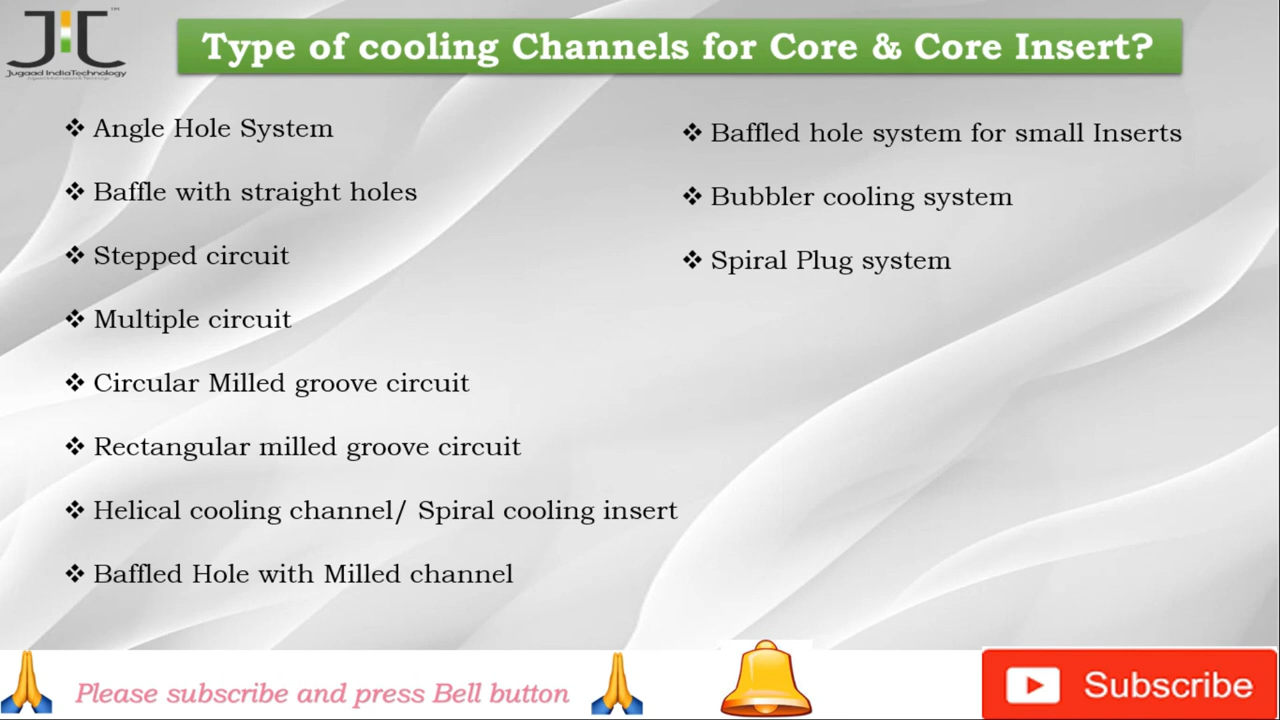 JIC
TM
Jugaad IndiaTechnology
Type of cooling Channels for Core & Core Insert?
❖ Angle Hole System
❖ Baffle with straight holes
❖ Stepped circuit
❖ Multiple circuit
❖ Circular Milled groove circuit
❖ Rectangular milled groove circuit
❖ Helical cooling channel/ Spiral cooling insert
❖ Baffled Hole with Milled channel
❖ Baffled hole system for small Inserts
❖ Bubbler cooling system
❖ Spiral Plug system
Please subscribe and press Bell button
Subscribe